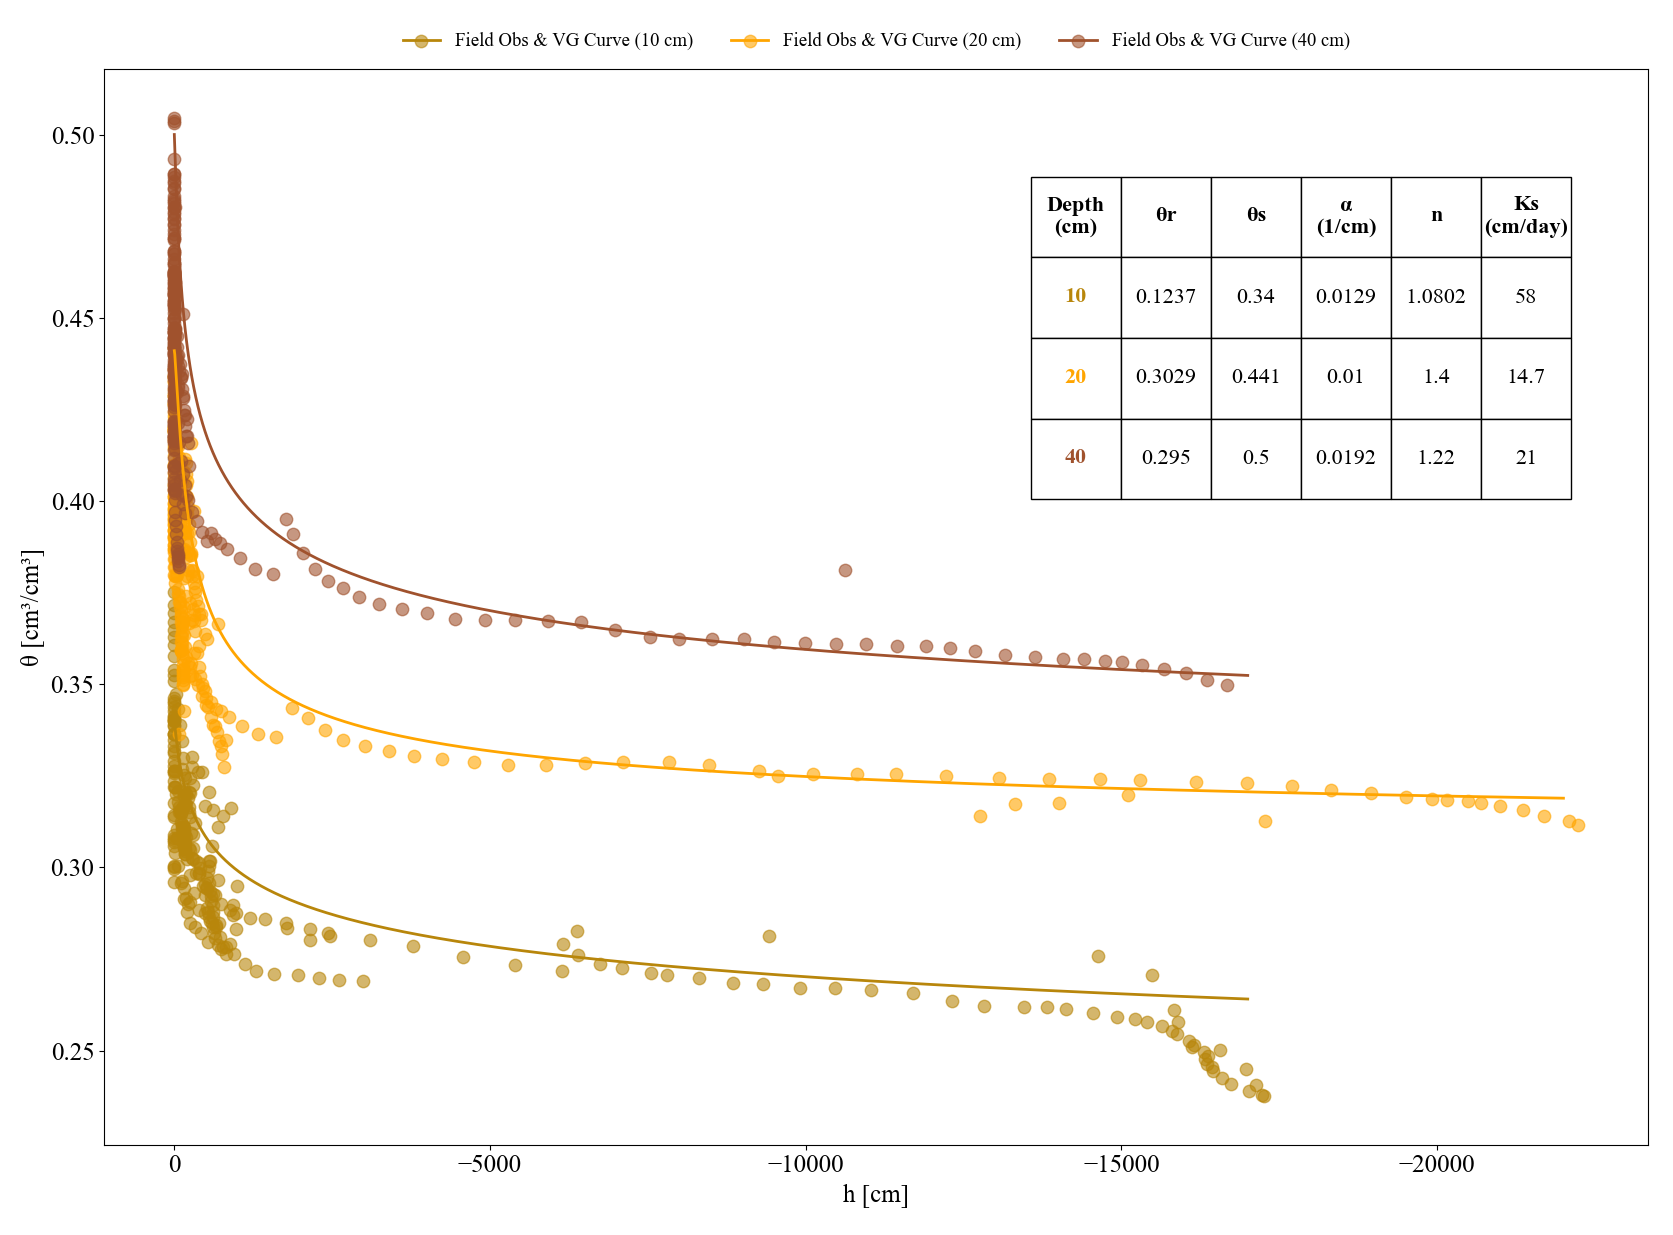 Field Obs & VG Curve (10 cm) Field Obs & VG Curve (20 cm) Field Obs & VG Curve (40 cm)
0.50
0.45
0.40
0.35
0.30
0.25
θ [cm³/cm³]
Depth (cm) θr θs α (1/cm) n Ks (cm/day)
10 0.1237 0.34 0.0129 1.0802 58
20 0.3029 0.441 0.01 1.4 14.7
40 0.295 0.5 0.0192 1.22 21
0 −5000 −10000 −15000 −20000
h [cm]